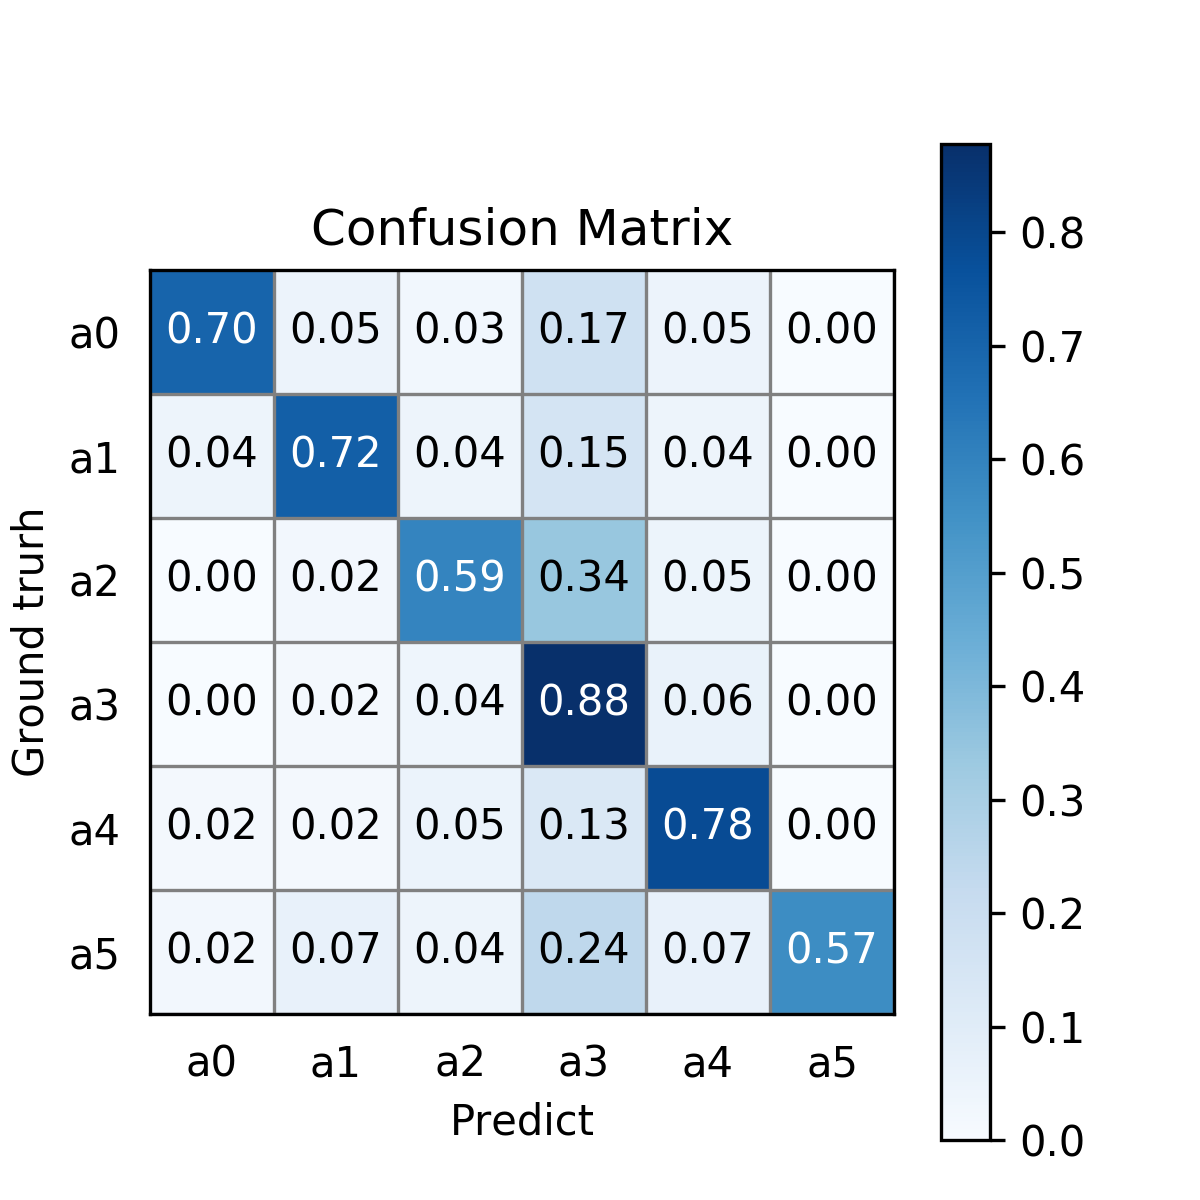 Confusion Matrix
a0 0.70 0.05 0.03 0.17 0.05 0.00
a1 0.04 0.72 0.04 0.15 0.04 0.00
a2 0.00 0.02 0.59 0.34 0.05 0.00
a3 0.00 0.02 0.04 0.88 0.06 0.00
a4 0.02 0.02 0.05 0.13 0.78 0.00
a5 0.02 0.07 0.04 0.24 0.07 0.57
a0 a1 a2 a3 a4 a5
Predict
Ground trurh
0.8
0.7
0.6
0.5
0.4
0.3
0.2
0.1
0.0